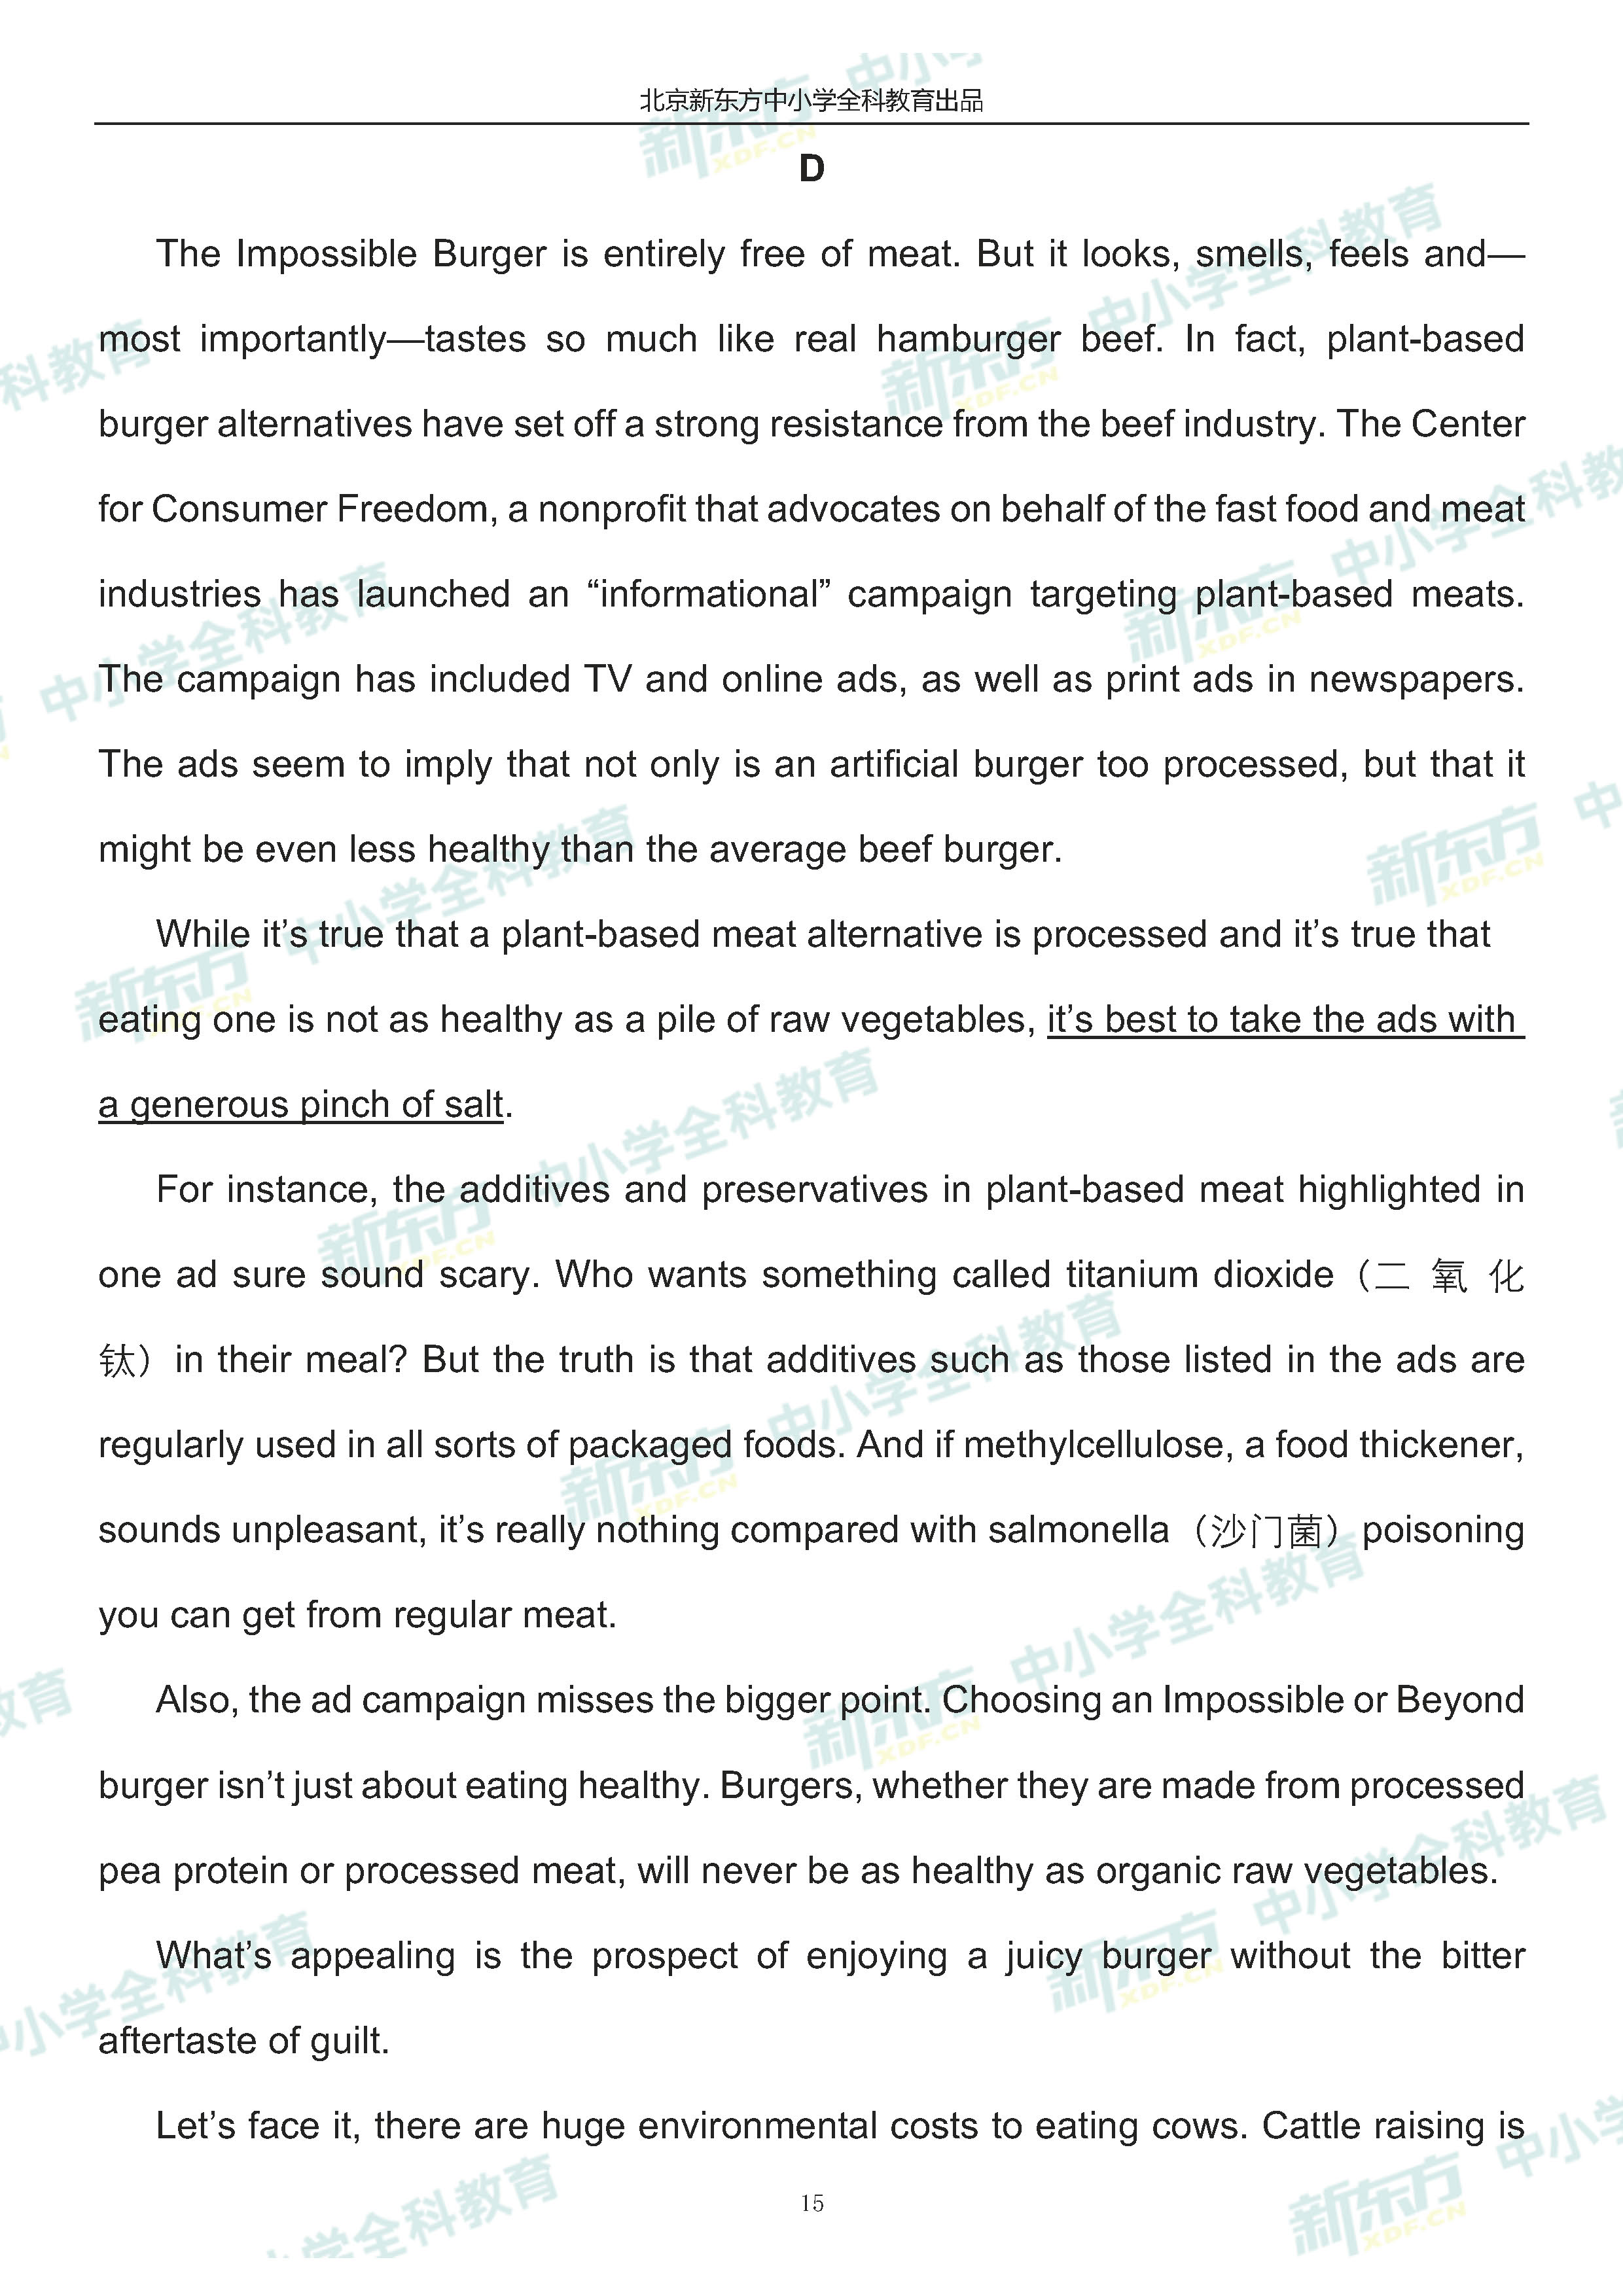 北京新东方中小学全科教育出品
D
The Impossible Burger is entirely free of meat. But it looks, smells, feels and—
most importantly—tastes so much like real hamburger beef. In fact, plant-based
burger alternatives have set off a strong resistance from the beef industry. The Center
for Consumer Freedom, a nonprofit that advocates on behalf of the fast food and meat
industries has launched an “informational” campaign targeting plant-based meats.
The campaign has included TV and online ads, as well as print ads in newspapers.
The ads seem to imply that not only is an artificial burger too processed, but that it
might be even less healthy than the average beef burger.
While it’s true that a plant-based meat alternative is processed and it’s true that
eating one is not as healthy as a pile of raw vegetables, it’s best to take the ads with
a generous pinch of salt.
For instance, the additives and preservatives in plant-based meat highlighted in
one ad sure sound scary. Who wants something called titanium dioxide（二 氧 化
钛）in their meal? But the truth is that additives such as those listed in the ads are
regularly used in all sorts of packaged foods. And if methylcellulose, a food thickener,
sounds unpleasant, it’s really nothing compared with salmonella（沙门菌）poisoning
you can get from regular meat.
Also, the ad campaign misses the bigger point. Choosing an Impossible or Beyond
burger isn’t just about eating healthy. Burgers, whether they are made from processed
pea protein or processed meat, will never be as healthy as organic raw vegetables.
What’s appealing is the prospect of enjoying a juicy burger without the bitter
aftertaste of guilt.
Let’s face it, there are huge environmental costs to eating cows. Cattle raising is
15